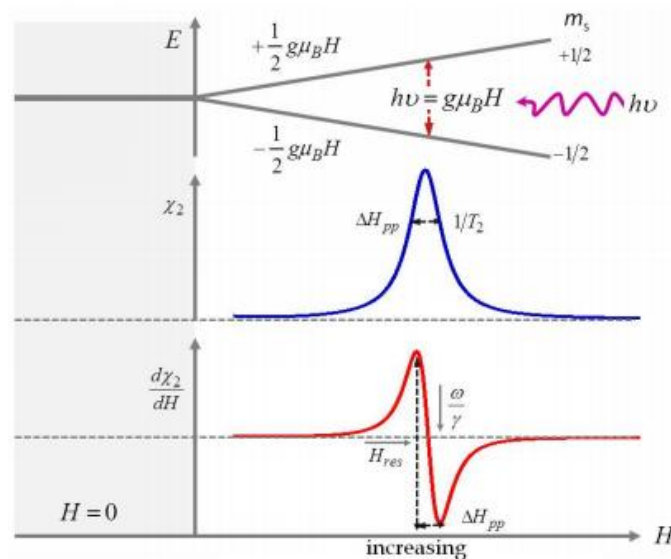 E
+1/2 gμ_B H
m_s
+1/2
hυ = gμ_B H
hυ
−1/2 gμ_B H
−1/2
χ_2
ΔH_pp
1/T_2
dχ_2/dH
ω/γ
H_res
H = 0
ΔH_pp
H
increasing